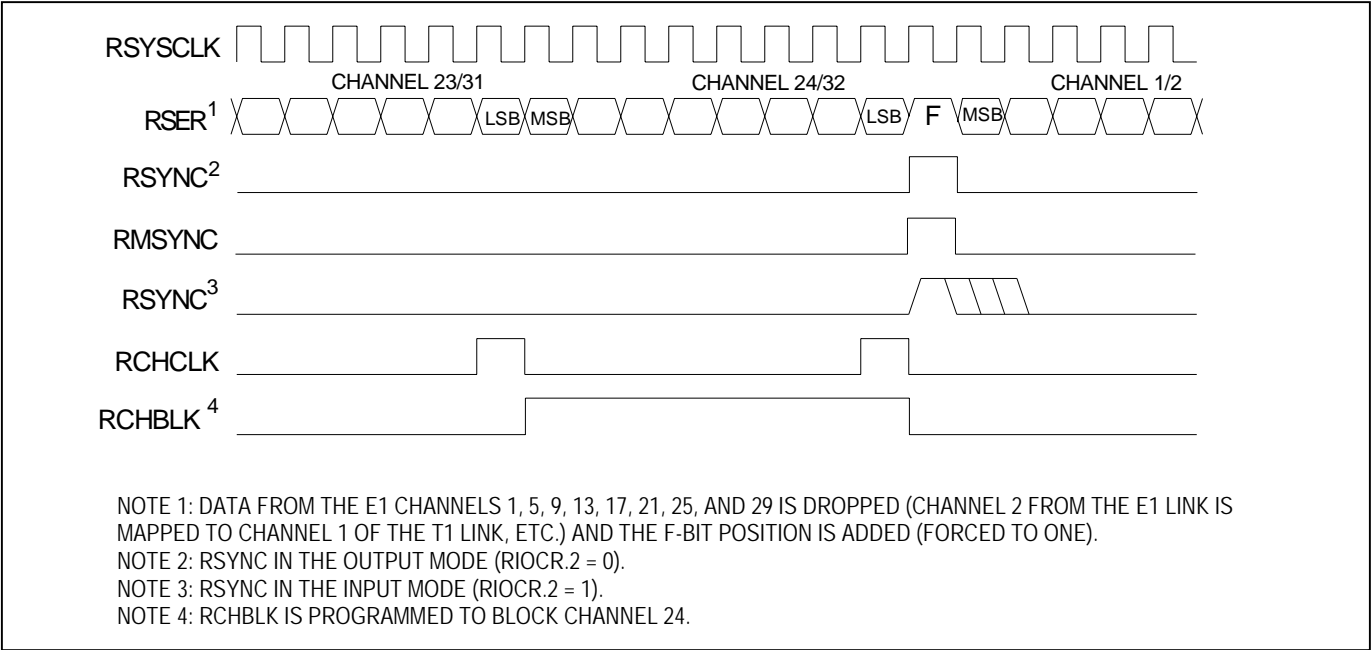 RSYSCLK
CHANNEL 23/31 CHANNEL 24/32 CHANNEL 1/2
RSER1 LSB MSB LSB F MSB
RSYNC2
RMSYNC
RSYNC3
RCHCLK
RCHBLK 4
NOTE 1: DATA FROM THE E1 CHANNELS 1, 5, 9, 13, 17, 21, 25, AND 29 IS DROPPED (CHANNEL 2 FROM THE E1 LINK IS
MAPPED TO CHANNEL 1 OF THE T1 LINK, ETC.) AND THE F-BIT POSITION IS ADDED (FORCED TO ONE).
NOTE 2: RSYNC IN THE OUTPUT MODE (RIOCR.2 = 0).
NOTE 3: RSYNC IN THE INPUT MODE (RIOCR.2 = 1).
NOTE 4: RCHBLK IS PROGRAMMED TO BLOCK CHANNEL 24.